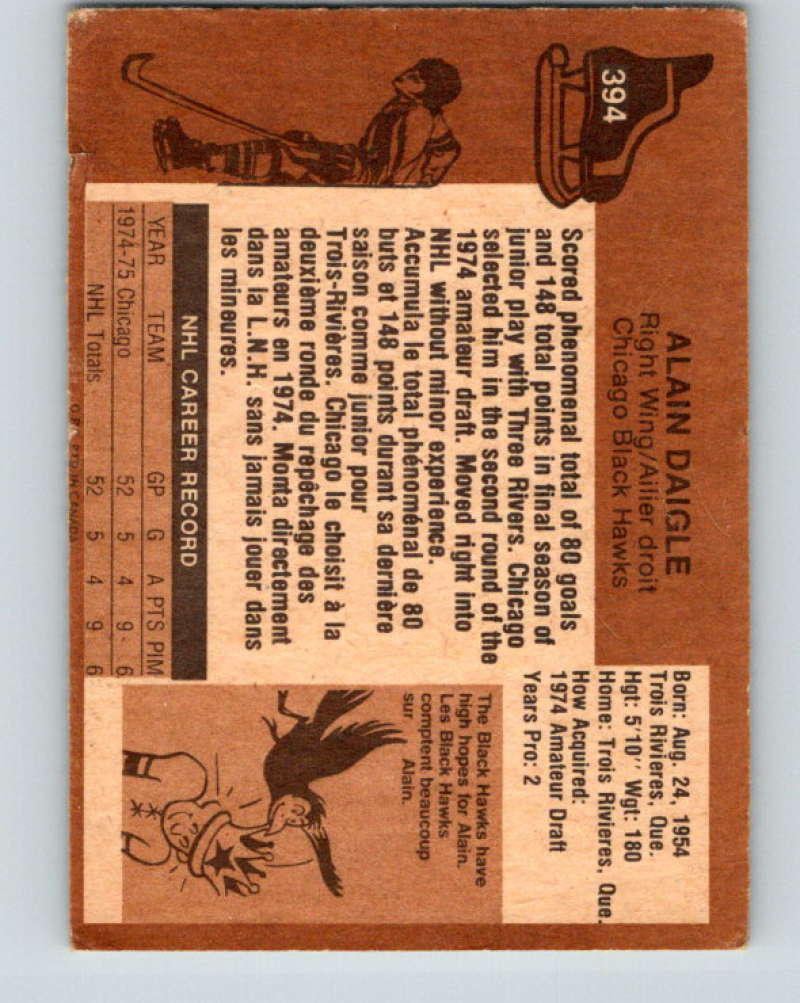 394
ALAIN DAIGLE
Right Wing/Ailier droit
Chicago Black Hawks
Born: Aug. 24, 1954
Trois Rivieres, Que.
Hgt: 5'10'' Wgt: 180
Home: Trois Rivieres, Que.
How Acquired:
1974 Amateur Draft
Years Pro: 2
Scored phenomenal total of 80 goals
and 148 total points in final season of
junior play with Three Rivers. Chicago
selected him in the second round of the
1974 amateur draft. Moved right into
NHL without minor experience.
Accumula le total phénoménal de 80
buts et 148 points durant sa dernière
saison comme junior pour
Trois-Rivières. Chicago le choisit à la
deuxième ronde du repêchage des
amateurs en 1974. Monta directement
dans la L.N.H. sans jamais jouer dans
les mineures.
The Black Hawks have
high hopes for Alain.
Les Black Hawks
comptent beaucoup
sur Alain.
NHL CAREER RECORD
YEAR TEAM GP G A PTS PIM
1974-75 Chicago 52 5 4 9 6
NHL Totals 52 5 4 9 6
IN CANADA